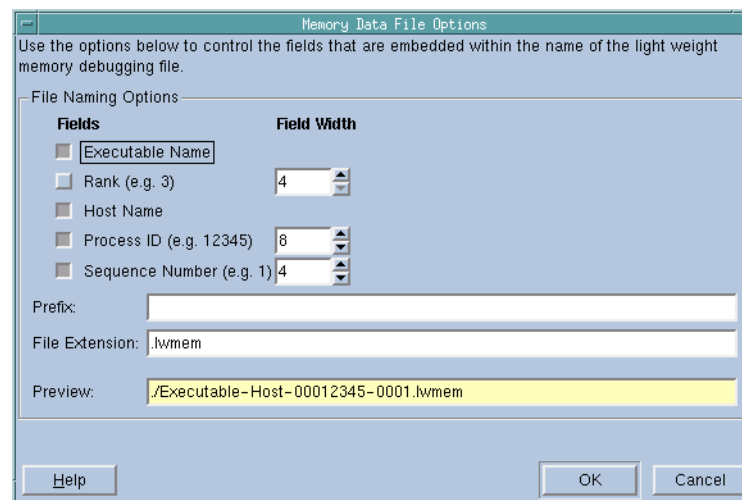 Memory Data File Options
Use the options below to control the fields that are embedded within the name of the light weight
memory debugging file.
File Naming Options
Fields Field Width
Executable Name
Rank (e.g. 3) 4
Host Name
Process ID (e.g. 12345) 8
Sequence Number (e.g. 1) 4
Prefix:
File Extension: .lwmem
Preview: ./Executable-Host-00012345-0001.lwmem
Help OK Cancel